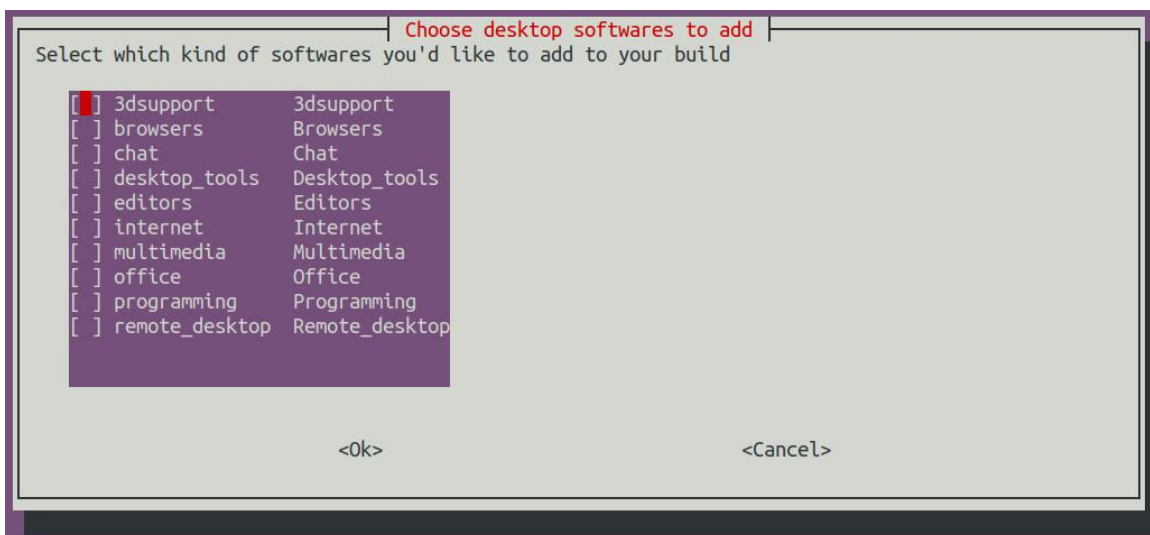 Choose desktop softwares to add
Select which kind of softwares you'd like to add to your build
[ ] 3dsupport 3dsupport
[ ] browsers Browsers
[ ] chat Chat
[ ] desktop_tools Desktop_tools
[ ] editors Editors
[ ] internet Internet
[ ] multimedia Multimedia
[ ] office Office
[ ] programming Programming
[ ] remote_desktop Remote_desktop
<Ok> <Cancel>